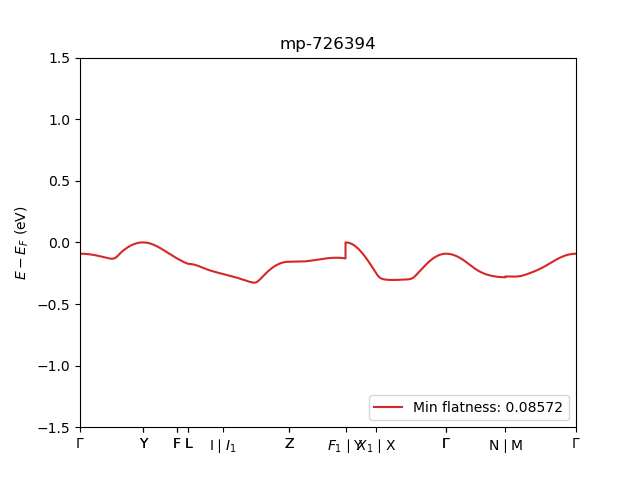 mp-726394
E − E_F (eV)
1.5
1.0
0.5
0.0
−0.5
−1.0
−1.5
Min flatness: 0.08572
Γ Y F L I | I₁ Z F₁ | Y X₁ | X Γ N | M Γ